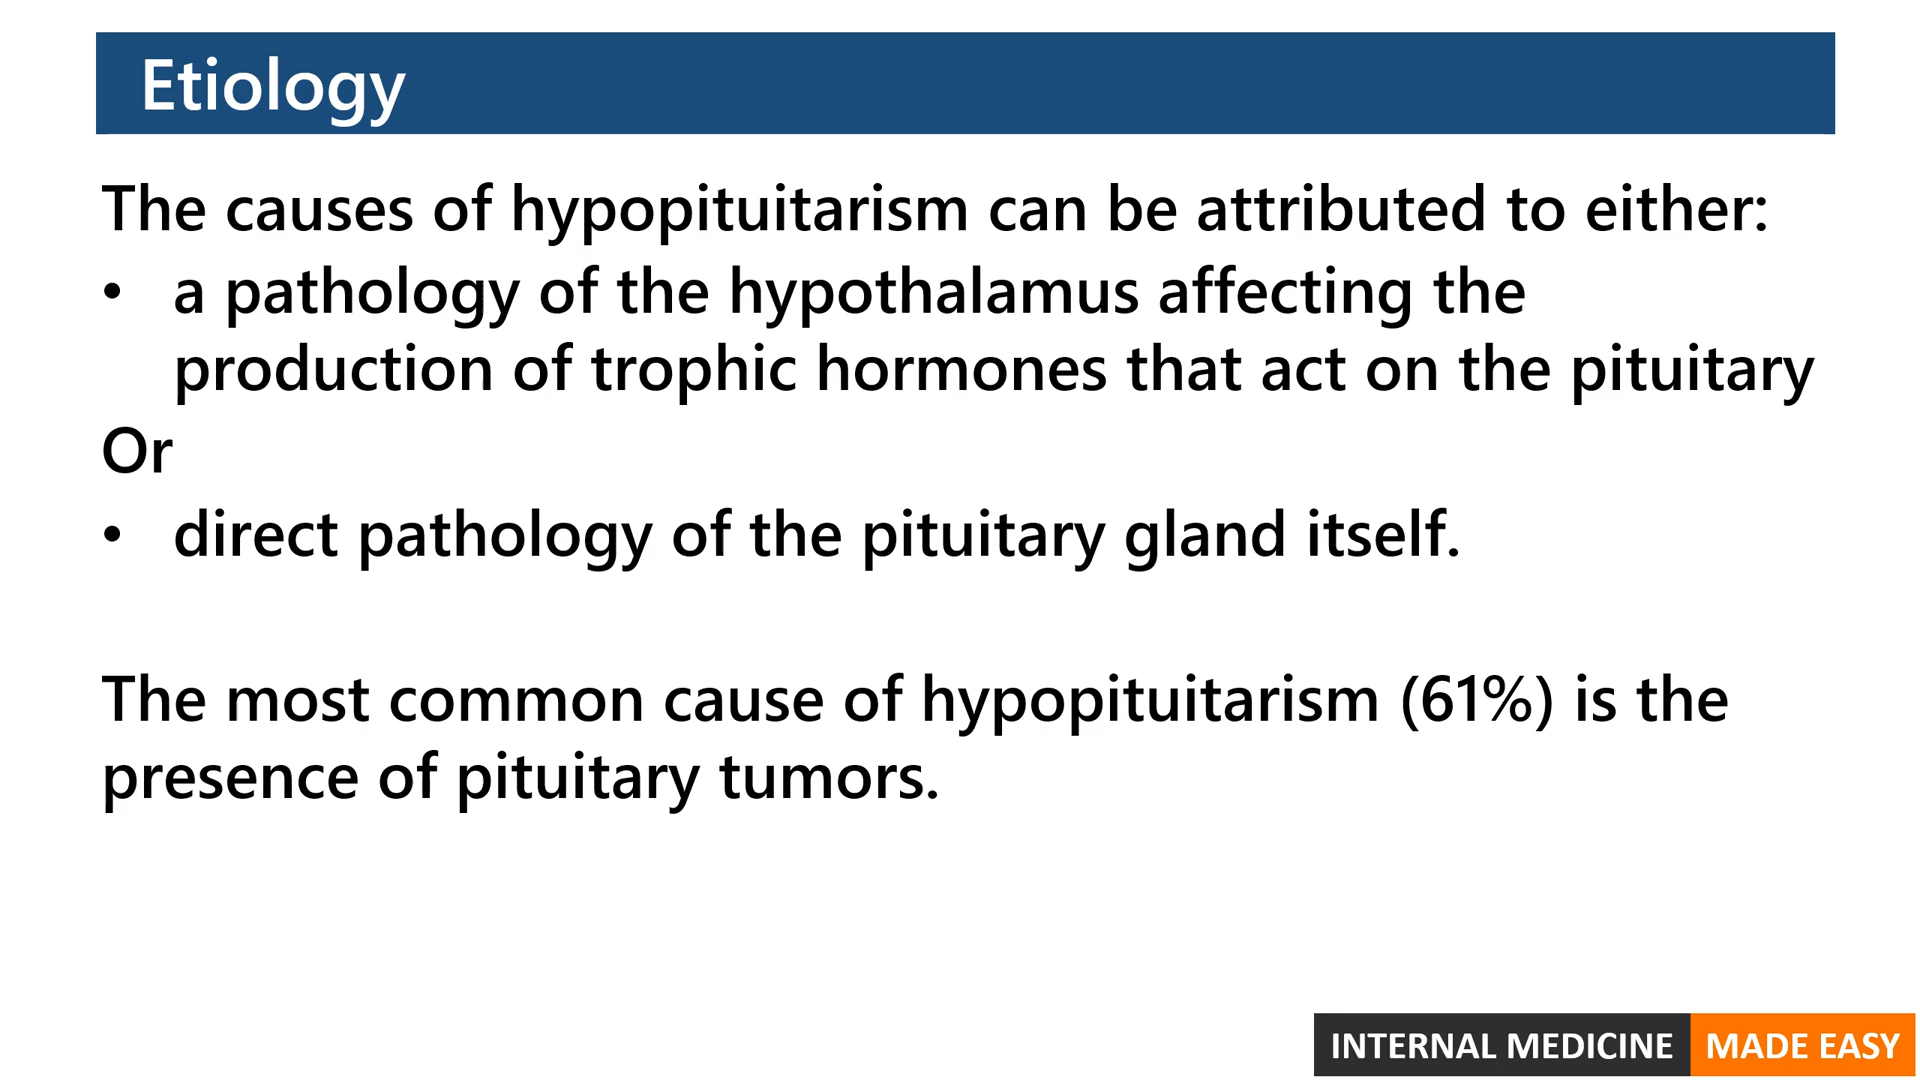 Etiology
The causes of hypopituitarism can be attributed to either:
• a pathology of the hypothalamus affecting the
production of trophic hormones that act on the pituitary
Or
• direct pathology of the pituitary gland itself.
The most common cause of hypopituitarism (61%) is the
presence of pituitary tumors.
INTERNAL MEDICINE MADE EASY